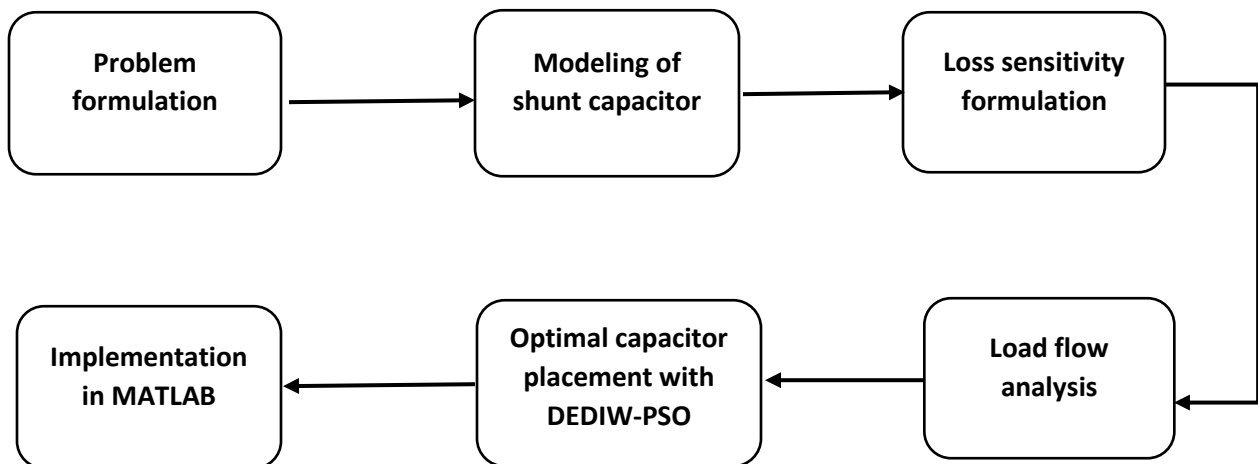 Problem
formulation
Modeling of
shunt capacitor
Loss sensitivity
formulation
Load flow
analysis
Optimal capacitor
placement with
DEDIW-PSO
Implementation
in MATLAB